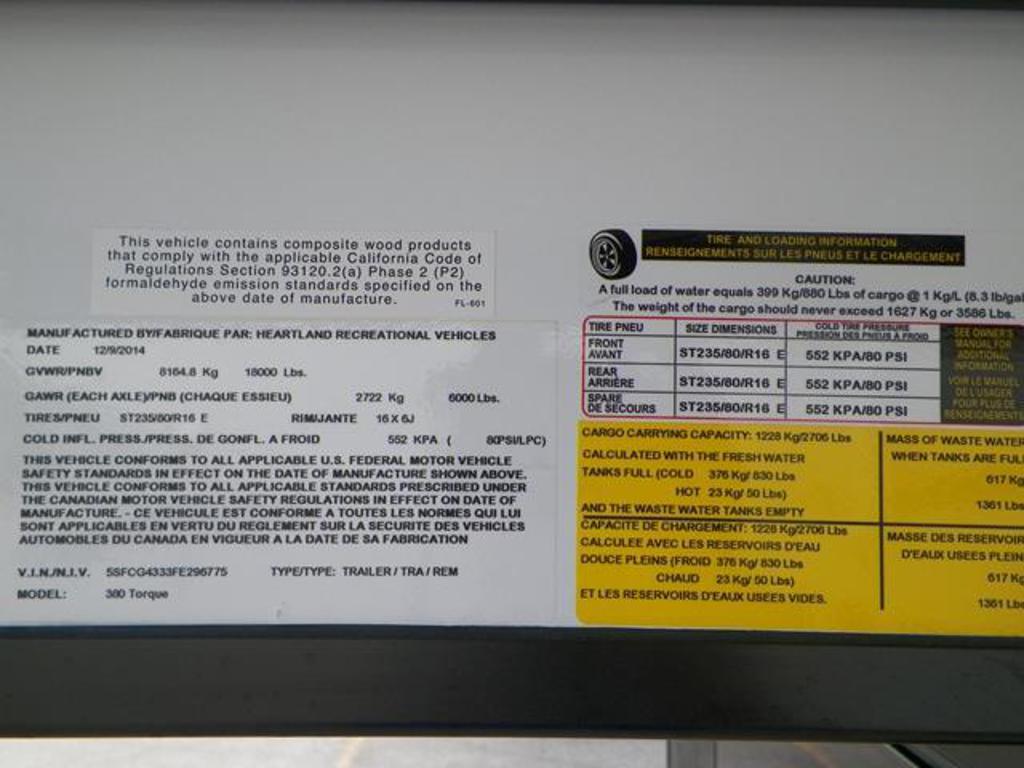 This vehicle contains composite wood products
that comply with the applicable California Code of
Regulations Section 93120.2(a) Phase 2 (P2)
formaldehyde emission standards specified on the
above date of manufacture.
FL-601
MANUFACTURED BY/FABRIQUE PAR: HEARTLAND RECREATIONAL VEHICLES
DATE 12/9/2014
GVWR/PNBV 8164.8 Kg 18000 Lbs.
GAWR (EACH AXLE)/PNB (CHAQUE ESSIEU) 2722 Kg 6000 Lbs.
TIRES/PNEU ST235/80/R16 E RIM/JANTE 16 X 6J
COLD INFL. PRESS./PRESS. DE GONFL. A FROID 552 KPA ( 80PSI/LPC)
THIS VEHICLE CONFORMS TO ALL APPLICABLE U.S. FEDERAL MOTOR VEHICLE
SAFETY STANDARDS IN EFFECT ON THE DATE OF MANUFACTURE SHOWN ABOVE.
THIS VEHICLE CONFORMS TO ALL APPLICABLE STANDARDS PRESCRIBED UNDER
THE CANADIAN MOTOR VEHICLE SAFETY REGULATIONS IN EFFECT ON DATE OF
MANUFACTURE. - CE VEHICULE EST CONFORME A TOUTES LES NORMES QUI LUI
SONT APPLICABLES EN VERTU DU REGLEMENT SUR LA SECURITE DES VEHICLES
AUTOMOBLES DU CANADA EN VIGUEUR A LA DATE DE SA FABRICATION
V.I.N./N.I.V. 5SFCG4333FE296775 TYPE/TYPE: TRAILER / TRA / REM
MODEL: 380 Torque
TIRE AND LOADING INFORMATION
RENSEIGNEMENTS SUR LES PNEUS ET LE CHARGEMENT
CAUTION:
A full load of water equals 399 Kg/880 Lbs of cargo @ 1 Kg/L (8.3 lb/gal
The weight of the cargo should never exceed 1627 Kg or 3586 Lbs.
TIRE PNEU SIZE DIMENSIONS COLD TIRE PRESSURE
PRESSION DES PNEUS À FROID
FRONT
AVANT ST235/80/R16 E 552 KPA/80 PSI
REAR
ARRIÈRE ST235/80/R16 E 552 KPA/80 PSI
SPARE
DE SECOURS ST235/80/R16 E 552 KPA/80 PSI
SEE OWNER'S
MANUAL FOR
ADDITIONAL
INFORMATION
VOIR LE MANUEL
DE L'USAGER
POUR PLUS DE
RENSEIGNEMENTS
CARGO CARRYING CAPACITY: 1228 Kg/2706 Lbs
CALCULATED WITH THE FRESH WATER
TANKS FULL (COLD 376 Kg/ 830 Lbs
HOT 23 Kg/ 50 Lbs)
AND THE WASTE WATER TANKS EMPTY
MASS OF WASTE WATER
WHEN TANKS ARE FUL
617 Kg
1361 Lbs
CAPACITE DE CHARGEMENT: 1228 Kg/2706 Lbs
CALCULEE AVEC LES RESERVOIRS D'EAU
DOUCE PLEINS (FROID 376 Kg/ 830 Lbs
CHAUD 23 Kg/ 50 Lbs)
ET LES RESERVOIRS D'EAUX USEES VIDES.
MASSE DES RESERVOIR
D'EAUX USEES PLEIN
617 Kg
1361 Lbs